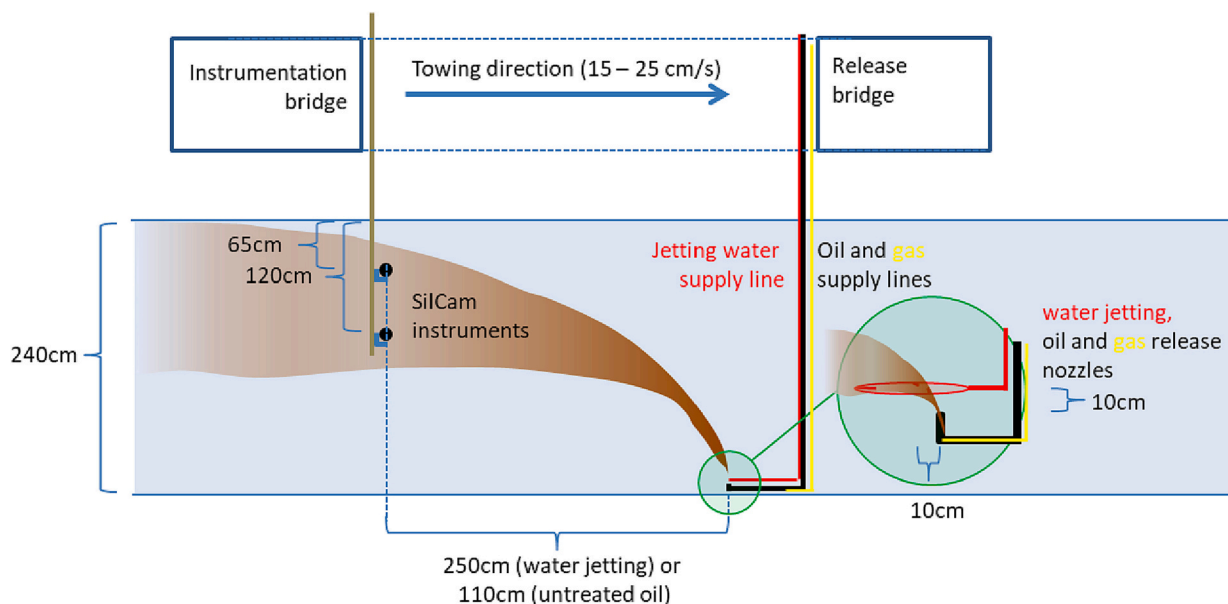 Instrumentation
bridge
Towing direction (15 – 25 cm/s)
Release
bridge
65cm
120cm
SilCam
instruments
Jetting water
supply line
Oil and gas
supply lines
240cm
water jetting,
oil and gas release
nozzles
10cm
10cm
250cm (water jetting) or
110cm (untreated oil)